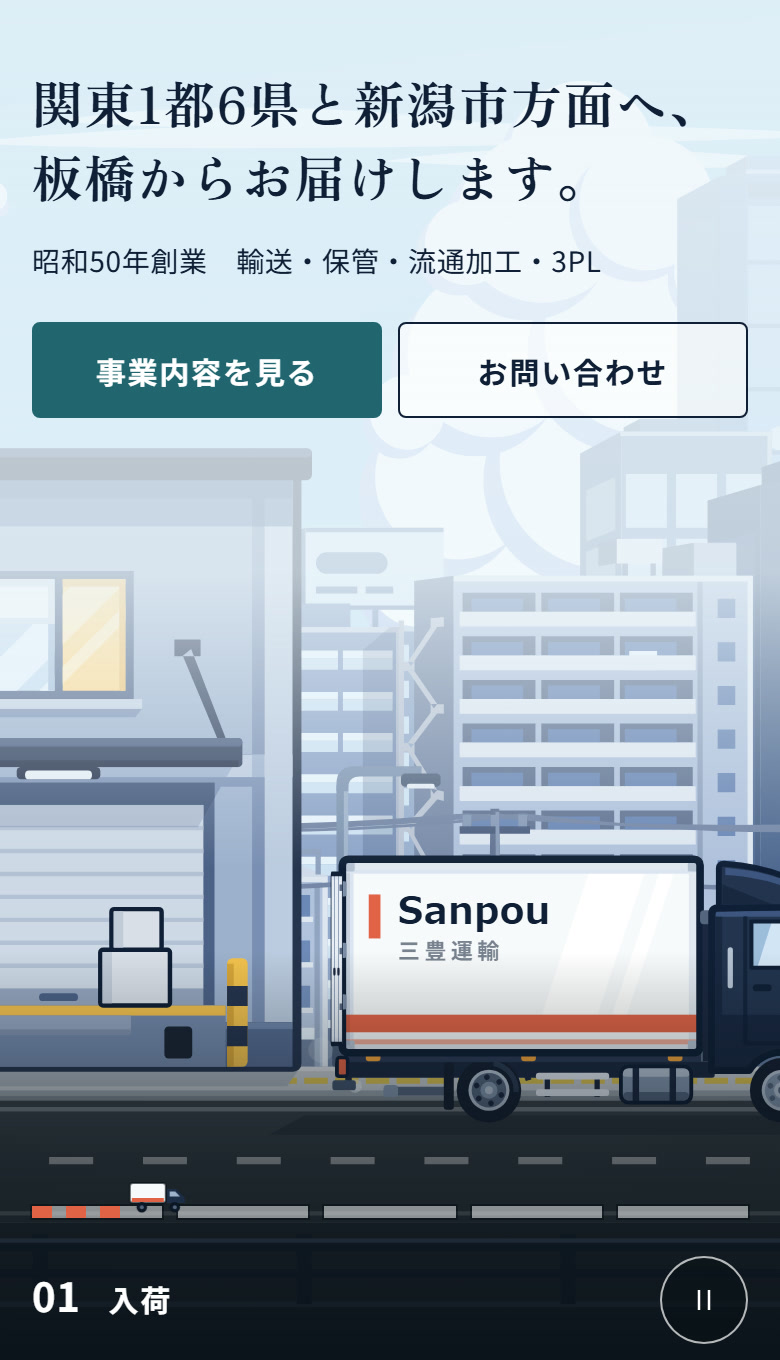 関東1都6県と新潟市方面へ、
板橋からお届けします。
昭和50年創業　輸送・保管・流通加工・3PL
事業内容を見る
お問い合わせ
Sanpou
三豊運輸
01 入荷